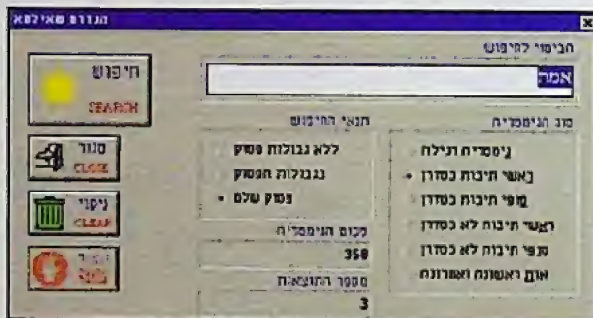 הגדרת שאילתא
הביטוי לחיפוש
אמת
חיפוש
SEARCH
סגור
CLOSE
ניקוי
CLEAR
תנאי החיפוש
ללא גבולות פסוק
בגבולות הפסוק
פסוק שלם
סוג הגימטריה
גימטריה רגילה
ראשי תיבות כסדרן
סופי תיבות כסדרן
ראשי תיבות לא כסדרן
סופי תיבות לא כסדרן
אות ראשונה ואחרונה
סכום הגימטריה
350
מספר התוצאות
3